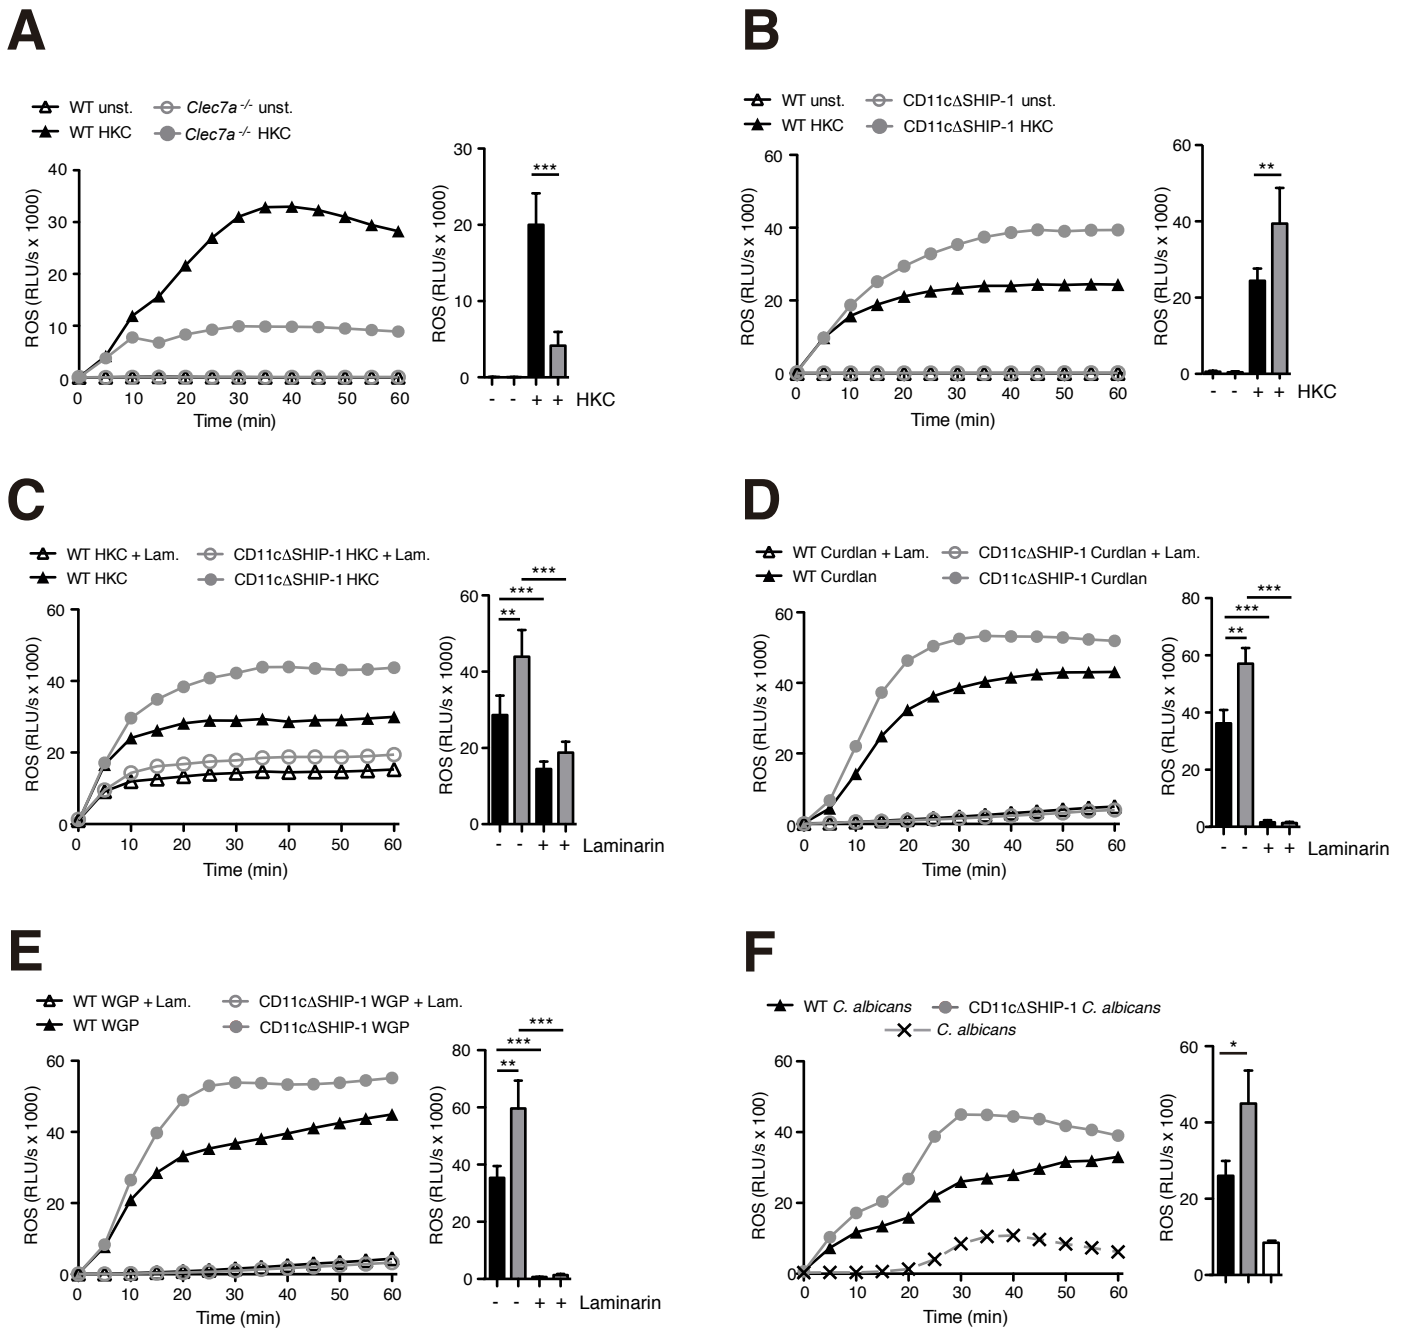 A
WT unst. Clec7a -/- unst.
WT HKC Clec7a -/- HKC
ROS (RLU/s x 1000)
40
30
20
10
0
0 10 20 30 40 50 60
Time (min)
ROS (RLU/s x 1000)
30
20
10
0
***
- - + + HKC
B
WT unst. CD11cΔSHIP-1 unst.
WT HKC CD11cΔSHIP-1 HKC
ROS (RLU/s x 1000)
60
40
20
0
0 10 20 30 40 50 60
Time (min)
ROS (RLU/s x 1000)
60
40
20
0
**
- - + + HKC
C
WT HKC + Lam. CD11cΔSHIP-1 HKC + Lam.
WT HKC CD11cΔSHIP-1 HKC
ROS (RLU/s x 1000)
60
40
20
0
0 10 20 30 40 50 60
Time (min)
ROS (RLU/s x 1000)
60
40
20
0
***
***
**
- - + + Laminarin
D
WT Curdlan + Lam. CD11cΔSHIP-1 Curdlan + Lam.
WT Curdlan CD11cΔSHIP-1 Curdlan
ROS (RLU/s x 1000)
60
40
20
0
0 10 20 30 40 50 60
Time (min)
ROS (RLU/s x 1000)
80
60
40
20
0
***
***
**
- - + + Laminarin
E
WT WGP + Lam. CD11cΔSHIP-1 WGP + Lam.
WT WGP CD11cΔSHIP-1 WGP
ROS (RLU/s x 1000)
60
40
20
0
0 10 20 30 40 50 60
Time (min)
ROS (RLU/s x 1000)
80
60
40
20
0
***
***
**
- - + + Laminarin
F
WT C. albicans CD11cΔSHIP-1 C. albicans
C. albicans
ROS (RLU/s x 100)
60
40
20
0
0 10 20 30 40 50 60
Time (min)
ROS (RLU/s x 100)
60
40
20
0
*